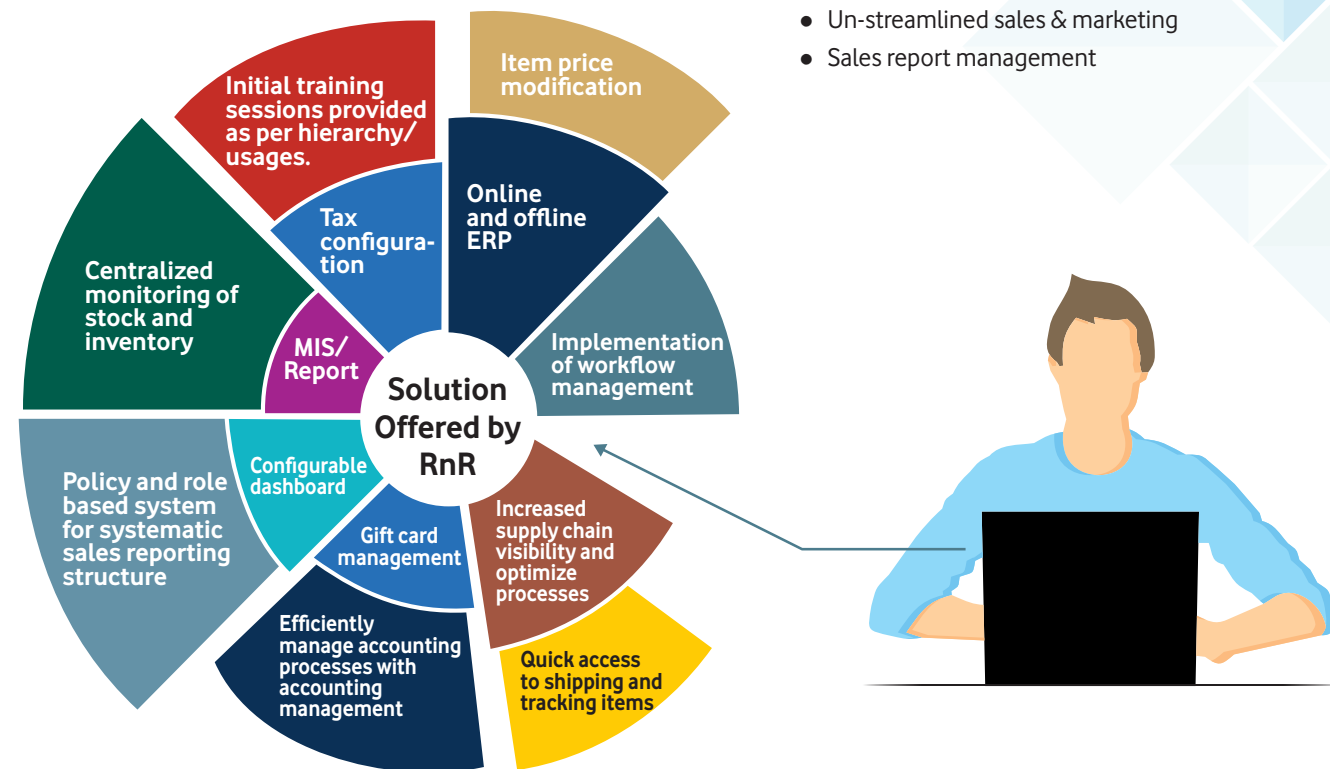 ● Un-streamlined sales & marketing
● Sales report management
Item price
modification
Initial training
sessions provided
as per hierarchy/
usages.
Online
and offline
ERP
Tax
configura-
tion
Centralized
monitoring of
stock and
inventory
MIS/
Report
Implementation
of workflow
management
Solution
Offered by
RnR
Policy and role
based system
for systematic
sales reporting
structure
Configurable
dashboard
Gift card
management
Increased
supply chain
visibility and
optimize
processes
Efficiently
manage accounting
processes with
accounting
management
Quick access
to shipping and
tracking items